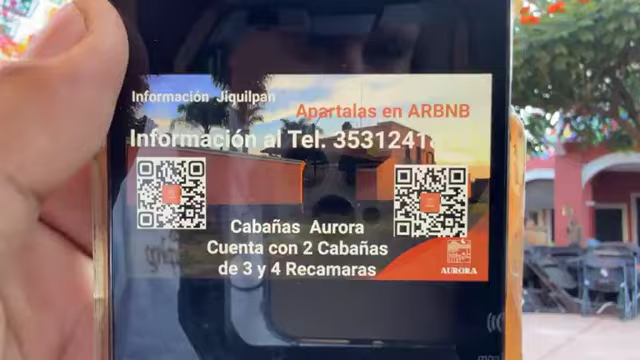 Información Jiquilpan
Apartalas en ARBNB
Información al Tel. 3531241
Cabañas Aurora
Cuenta con 2 Cabañas
de 3 y 4 Recamaras
AURORA